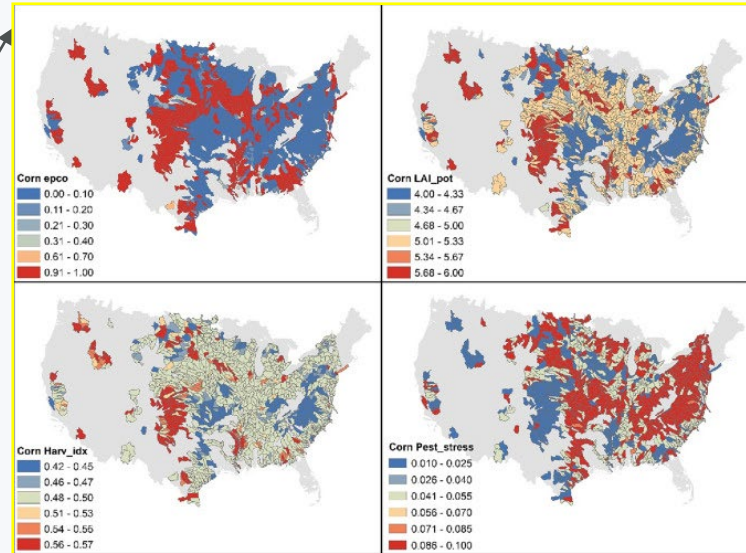 Corn epco
0.00 - 0.10
0.11 - 0.20
0.21 - 0.30
0.31 - 0.40
0.61 - 0.70
0.91 - 1.00
Corn LAI_pot
4.00 - 4.33
4.34 - 4.67
4.68 - 5.00
5.01 - 5.33
5.34 - 5.67
5.68 - 6.00
Corn Harv_idx
0.42 - 0.45
0.46 - 0.47
0.48 - 0.50
0.51 - 0.53
0.54 - 0.55
0.56 - 0.57
Corn Pest_stress
0.010 - 0.025
0.026 - 0.040
0.041 - 0.055
0.056 - 0.070
0.071 - 0.085
0.086 - 0.100